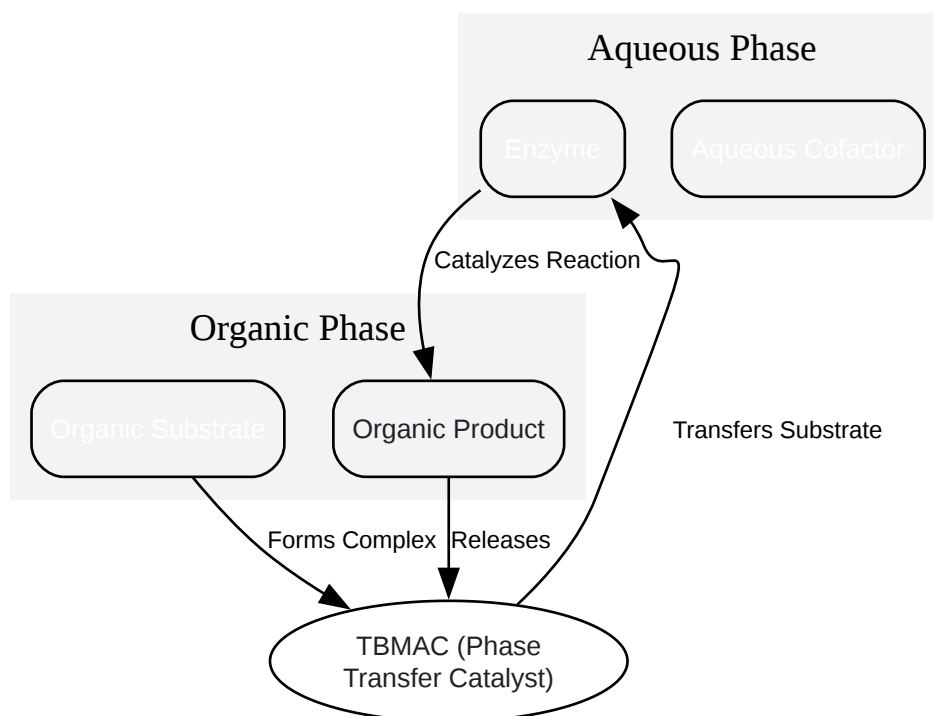 Aqueous Phase
Enzyme
Aqueous Cofactor
Catalyzes Reaction
Organic Phase
Organic Substrate
Organic Product
Transfers Substrate
Forms Complex
Releases
TBMAC (Phase
Transfer Catalyst)